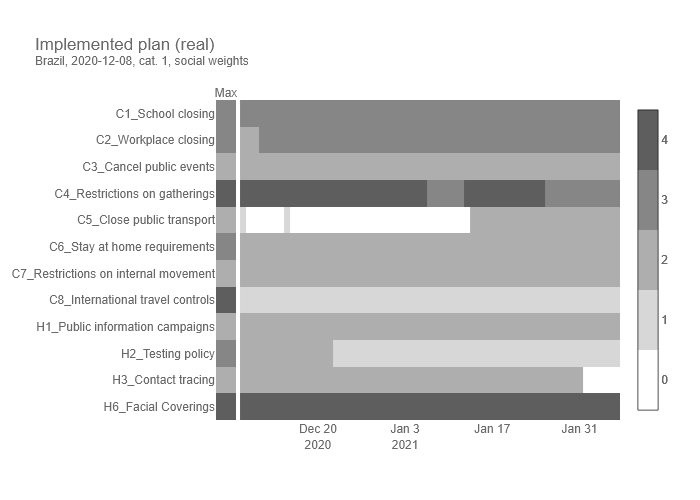 Implemented plan (real)
Brazil, 2020-12-08, cat. 1, social weights
Max
C1_School closing
C2_Workplace closing
C3_Cancel public events
C4_Restrictions on gatherings
C5_Close public transport
C6_Stay at home requirements
C7_Restrictions on internal movement
C8_International travel controls
H1_Public information campaigns
H2_Testing policy
H3_Contact tracing
H6_Facial Coverings
4
3
2
1
0
Dec 20 Jan 3 Jan 17 Jan 31
2020 2021